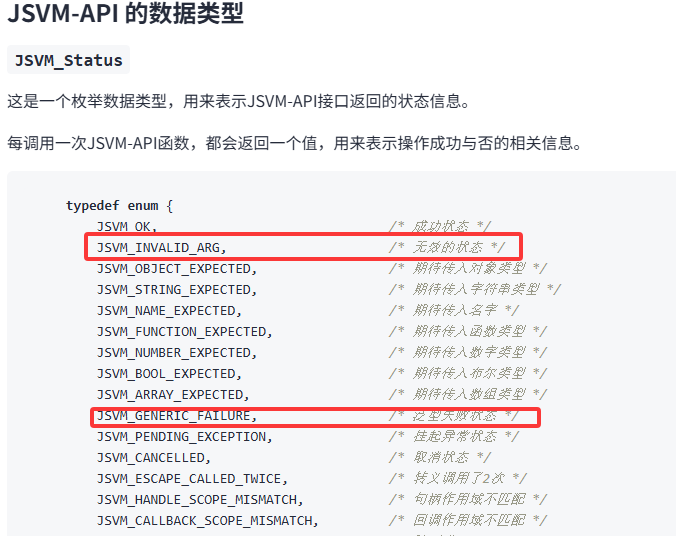 JSVM-API 的数据类型
JSVM_Status
这是一个枚举数据类型，用来表示JSVM-API接口返回的状态信息。
每调用一次JSVM-API函数，都会返回一个值，用来表示操作成功与否的相关信息。
typedef enum {
JSVM_OK, /* 成功状态 */
JSVM_INVALID_ARG, /* 无效的状态 */
JSVM_OBJECT_EXPECTED, /* 期待传入对象类型 */
JSVM_STRING_EXPECTED, /* 期待传入字符串类型 */
JSVM_NAME_EXPECTED, /* 期待传入名字 */
JSVM_FUNCTION_EXPECTED, /* 期待传入函数类型 */
JSVM_NUMBER_EXPECTED, /* 期待传入数字类型 */
JSVM_BOOL_EXPECTED, /* 期待传入布尔类型 */
JSVM_ARRAY_EXPECTED, /* 期待传入数组类型 */
JSVM_GENERIC_FAILURE, /* 泛型失败状态 */
JSVM_PENDING_EXCEPTION, /* 挂起异常状态 */
JSVM_CANCELLED, /* 取消状态 */
JSVM_ESCAPE_CALLED_TWICE, /* 转义调用了2次 */
JSVM_HANDLE_SCOPE_MISMATCH, /* 句柄作用域不匹配 */
JSVM_CALLBACK_SCOPE_MISMATCH, /* 回调作用域不匹配 */